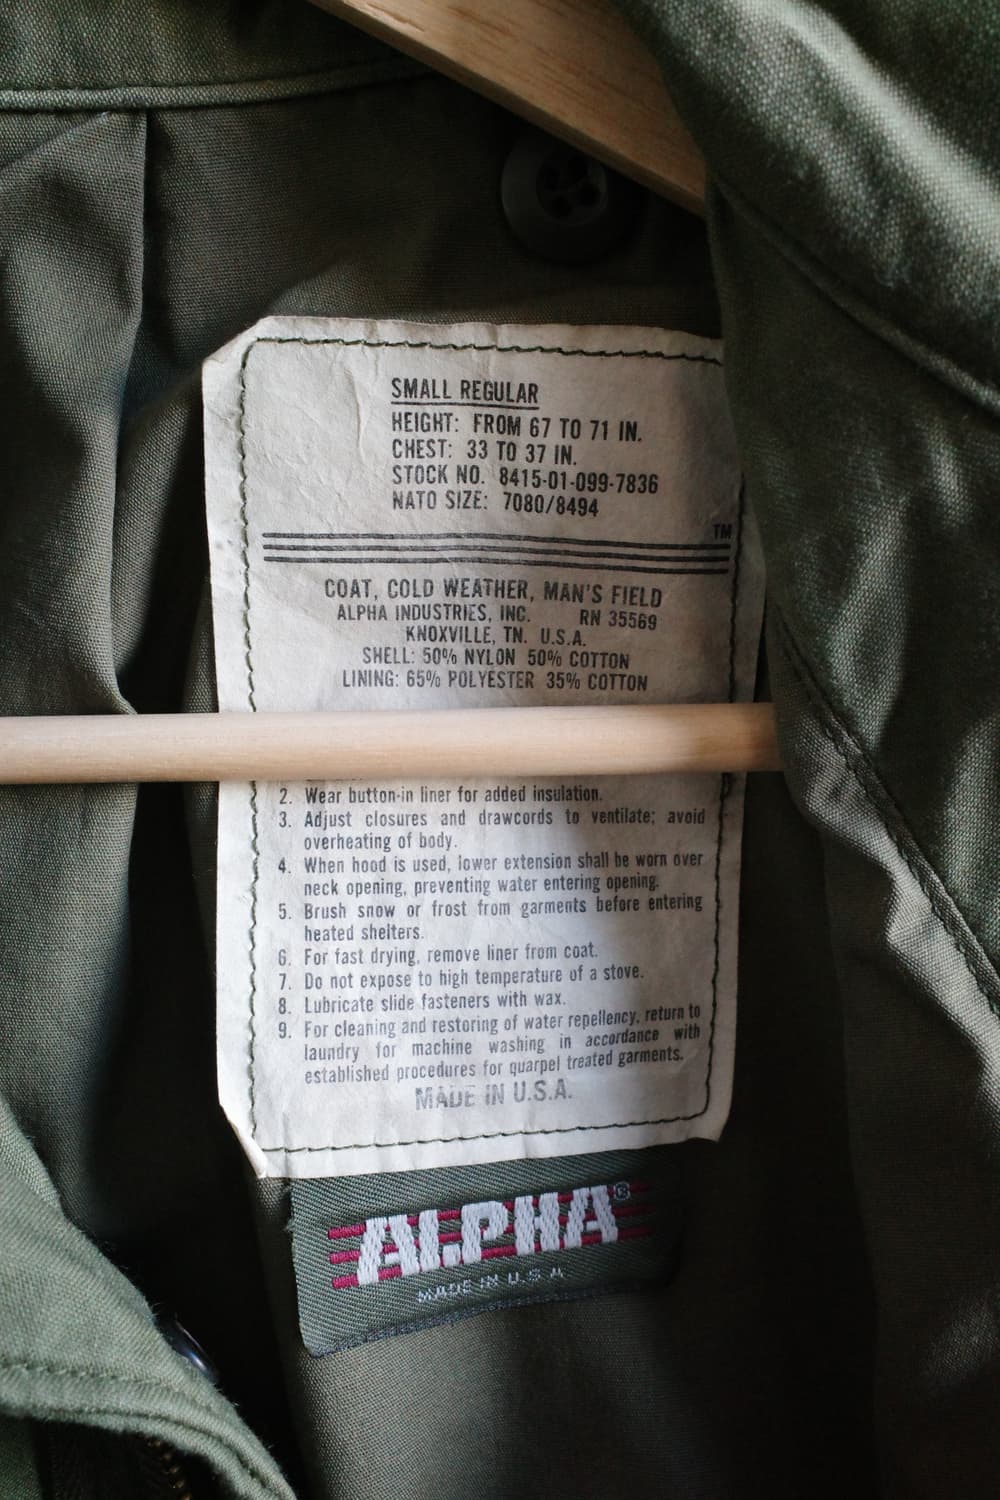 SMALL REGULAR
HEIGHT: FROM 67 TO 71 IN.
CHEST: 33 TO 37 IN.
STOCK NO. 8415-01-099-7836
NATO SIZE: 7080/8494
TM
COAT, COLD WEATHER, MAN'S FIELD
ALPHA INDUSTRIES, INC. RN 35569
KNOXVILLE, TN. U.S.A.
SHELL: 50% NYLON 50% COTTON
LINING: 65% POLYESTER 35% COTTON
2. Wear button-in liner for added insulation.
3. Adjust closures and drawcords to ventilate; avoid
overheating of body.
4. When hood is used, lower extension shall be worn over
neck opening, preventing water entering opening.
5. Brush snow or frost from garments before entering
heated shelters.
6. For fast drying, remove liner from coat.
7. Do not expose to high temperature of a stove.
8. Lubricate slide fasteners with wax.
9. For cleaning and restoring of water repellency, return to
laundry for machine washing in accordance with
established procedures for quarpel treated garments.
MADE IN U.S.A.
ALPHA®
MADE IN U.S.A